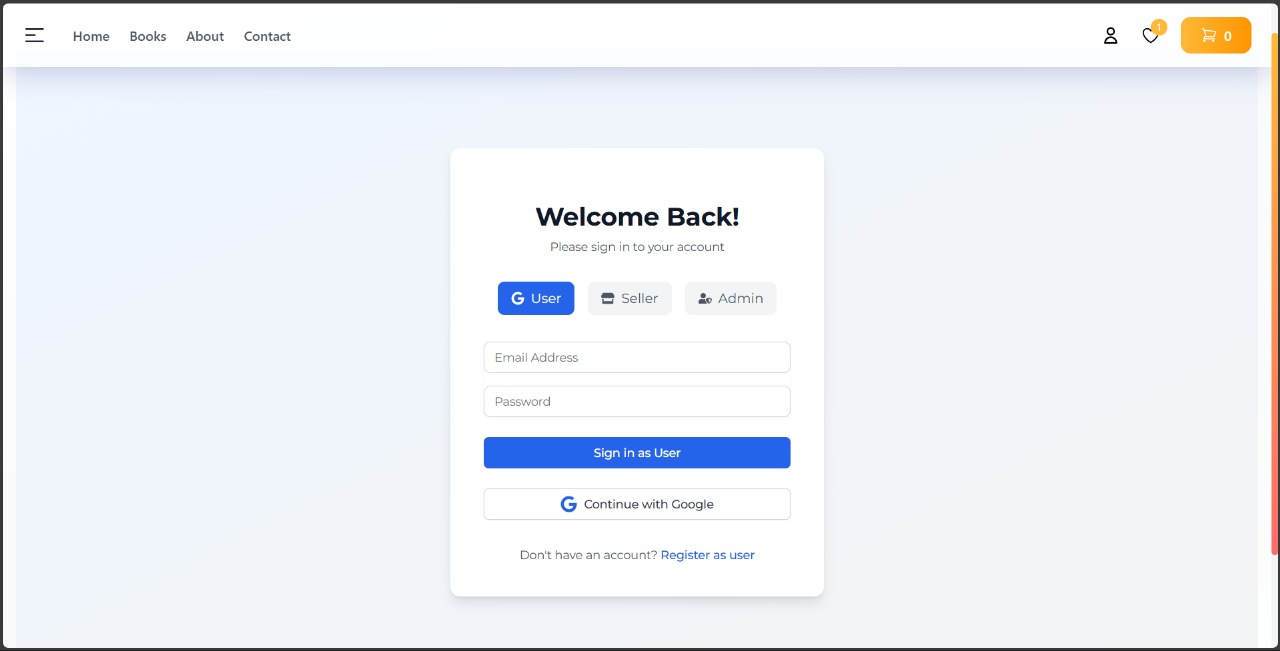 Home Books About Contact 1 0
Welcome Back!
Please sign in to your account
User Seller Admin
Email Address
Password
Sign in as User
Continue with Google
Don't have an account? Register as user